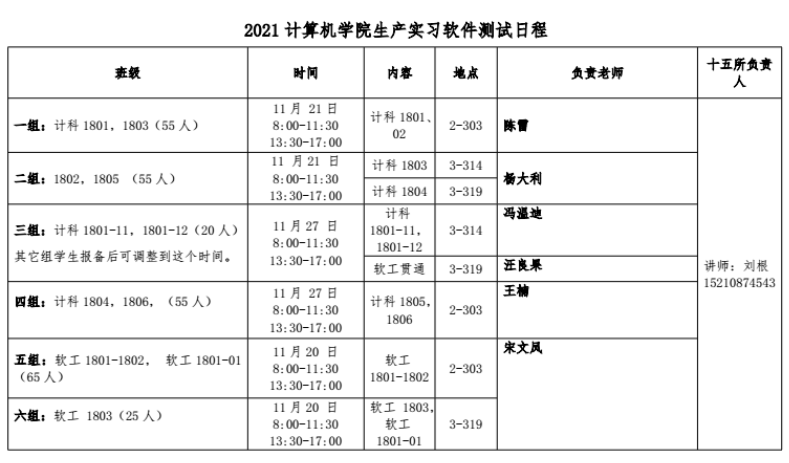 2021 计算机学院生产实习软件测试日程
班级 时间 内容 地点 负责老师 十五所负责
人
一组：计科 1801，1803（55 人）
11 月 21 日
8:00-11:30
13:30-17:00
计科 1801、
02
2-303
陈雷
二组：1802，1805 （55 人）
11 月 21 日
8:00-11:30
13:30-17:00
计科 1803
3-314
计科 1804
3-319
杨大利
三组：计科 1801-11，1801-12（20 人）
其它组学生报备后可调整到这个时间。
11 月 27 日
8:00-11:30
13:30-17:00
计科
1801-11，
1801-12
3-314
冯温迪
软工贯通
3-319
汪良果
四组：计科 1804，1806，（55 人）
11 月 27 日
8:00-11:30
13:30-17:00
计科 1805，
1806
2-303
王楠
五组：软工 1801-1802， 软工 1801-01
（65 人）
11 月 20 日
8:00-11:30
13:30-17:00
软工
1801-1802
2-303
宋文凤
六组：软工 1803（25 人）
11 月 20 日
8:00-11:30
13:30-17:00
软工 1803，
软工
1801-01
3-319
讲师：刘根
15210874543